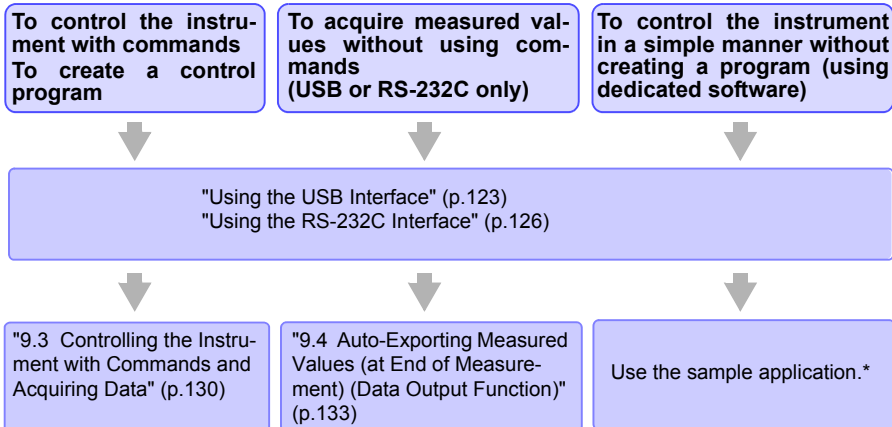 To control the instru-
ment with commands
To create a control
program
To acquire measured val-
ues without using com-
mands
(USB or RS-232C only)
To control the instrument
in a simple manner without
creating a program (using
dedicated software)
"Using the USB Interface" (p.123)
"Using the RS-232C Interface" (p.126)
"9.3  Controlling the Instru-
ment with Commands and
Acquiring Data" (p.130)
"9.4  Auto-Exporting Measured
Values (at End of Measure-
ment) (Data Output Function)"
(p.133)
Use the sample application.*